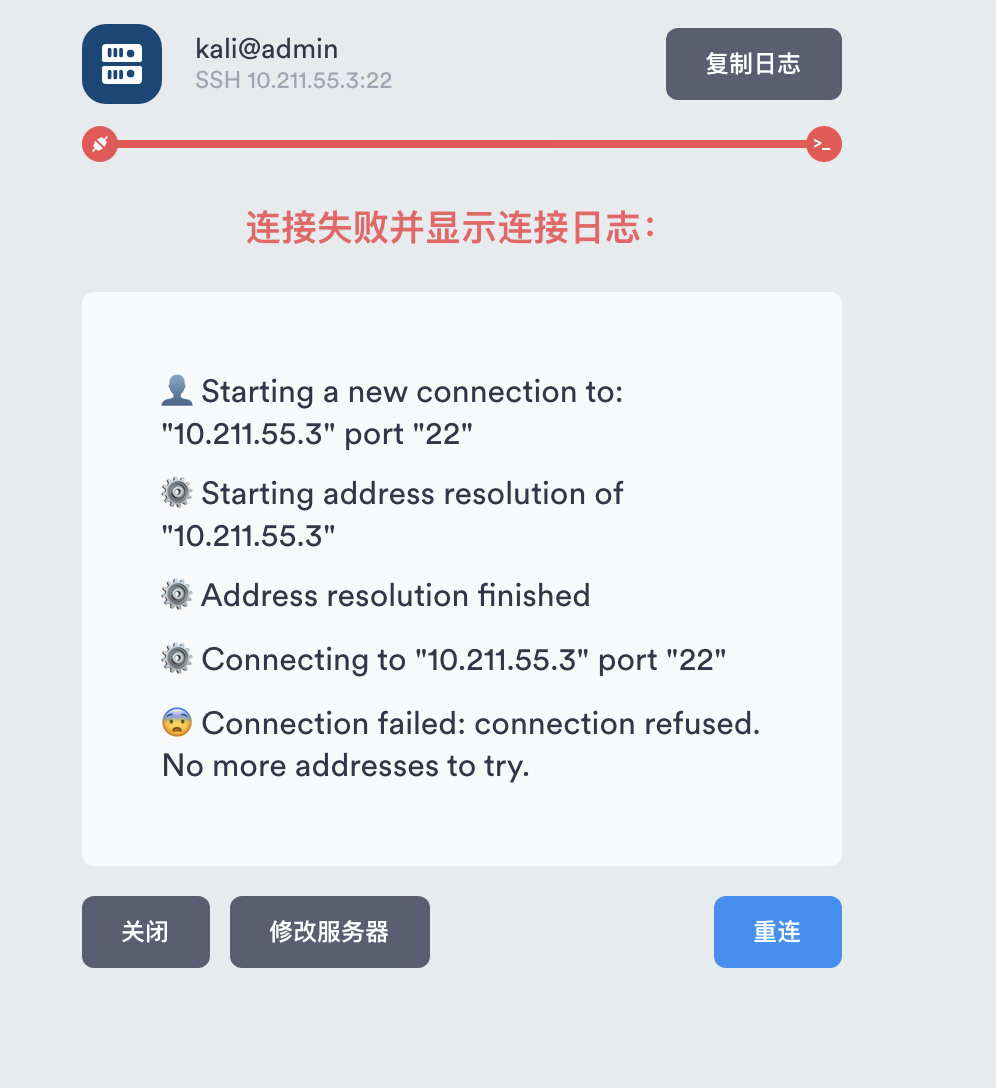 kali@admin
SSH 10.211.55.3:22
复制日志
>_
连接失败并显示连接日志：
👤 Starting a new connection to:
"10.211.55.3" port "22"
⚙️ Starting address resolution of
"10.211.55.3"
⚙️ Address resolution finished
⚙️ Connecting to "10.211.55.3" port "22"
😨 Connection failed: connection refused.
No more addresses to try.
关闭
修改服务器
重连